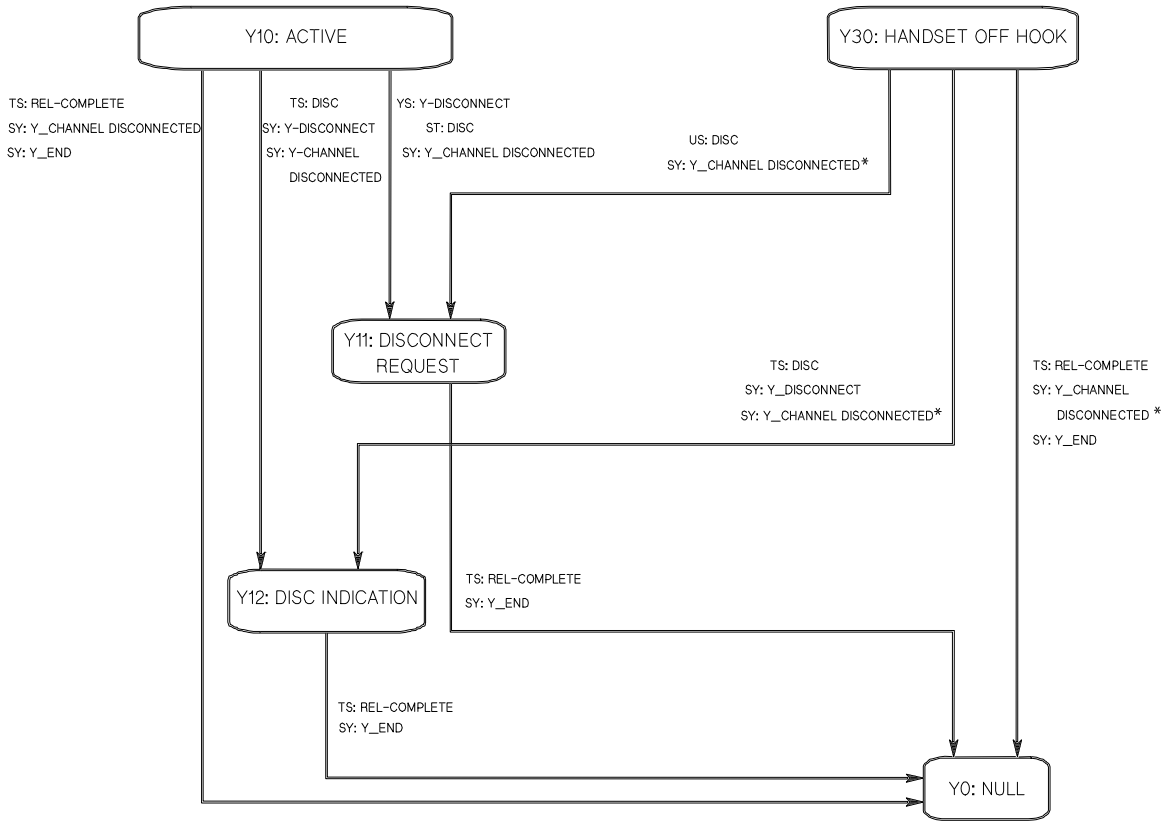 Y10: ACTIVE
Y30: HANDSET OFF HOOK
TS: REL-COMPLETE
SY: Y_CHANNEL DISCONNECTED
SY: Y_END
TS: DISC
SY: Y-DISCONNECT
SY: Y-CHANNEL
DISCONNECTED
YS: Y-DISCONNECT
ST: DISC
SY: Y_CHANNEL DISCONNECTED
US: DISC
SY: Y_CHANNEL DISCONNECTED*
Y11: DISCONNECT
REQUEST
TS: DISC
SY: Y_DISCONNECT
SY: Y_CHANNEL DISCONNECTED*
TS: REL-COMPLETE
SY: Y_CHANNEL
DISCONNECTED *
SY: Y_END
Y12: DISC INDICATION
TS: REL-COMPLETE
SY: Y_END
TS: REL-COMPLETE
SY: Y_END
Y0: NULL